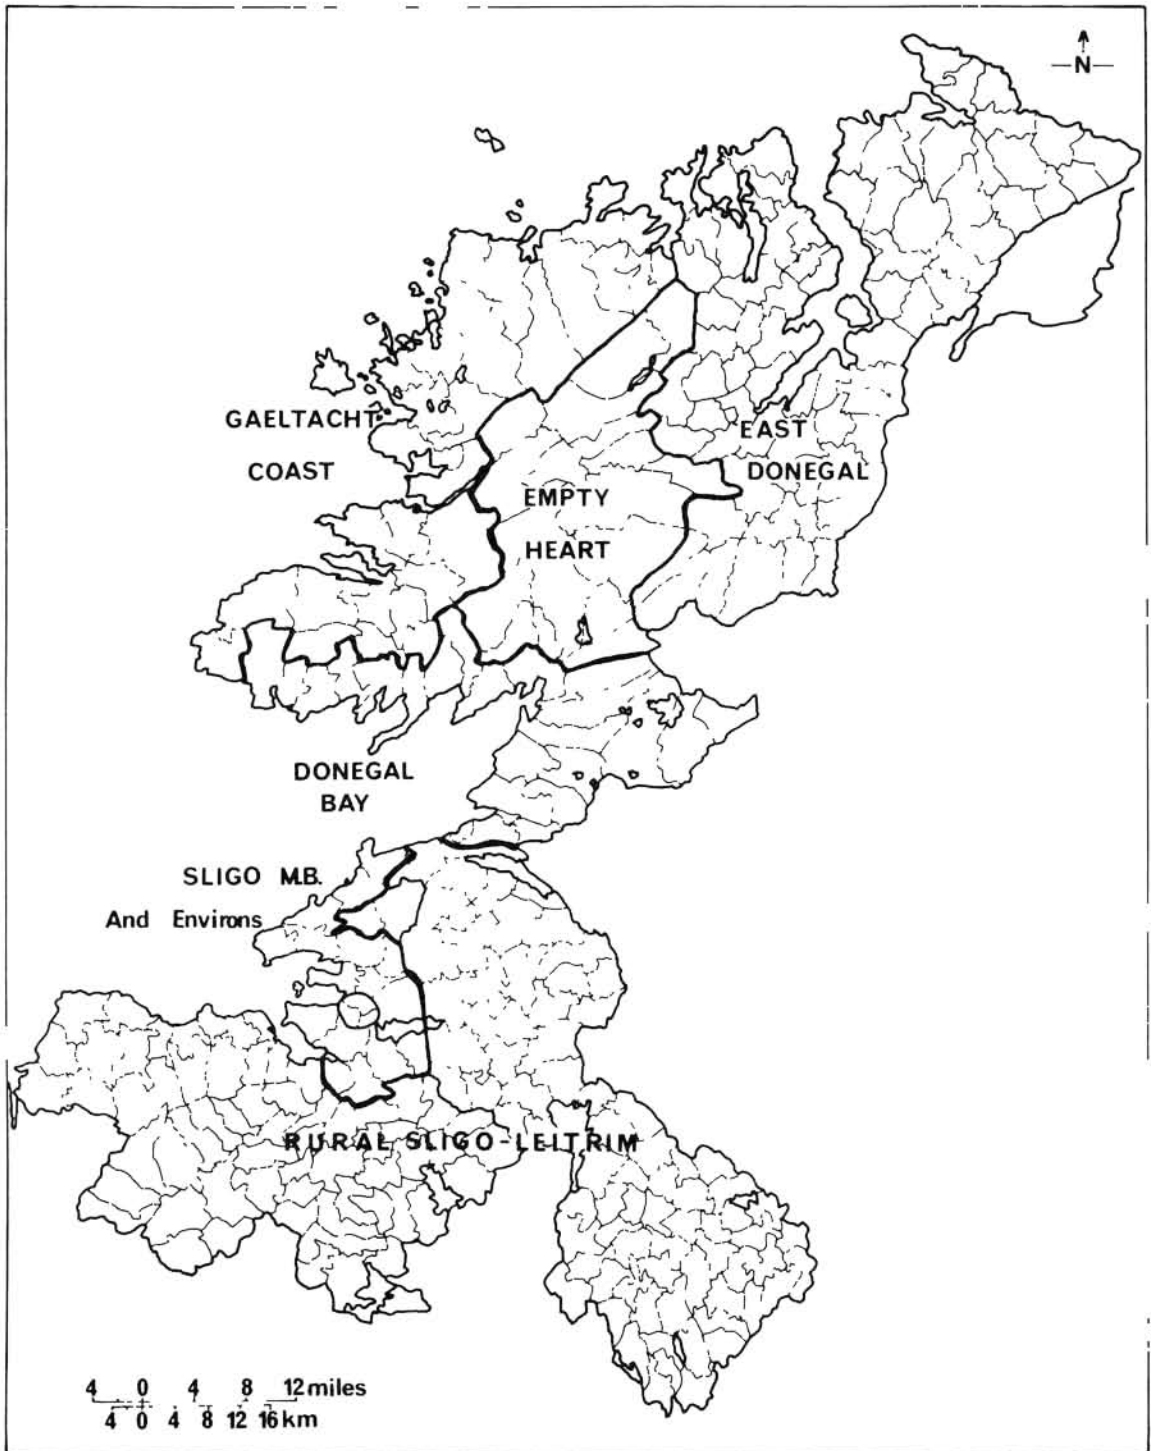 N
GAELTACHT
COAST
EAST
DONEGAL
EMPTY
HEART
DONEGAL
BAY
SLIGO M.B.
And Environs
RURAL SLIGO-LEITRIM
4 0 4 8 12 miles
4 0 4 8 12 16 km